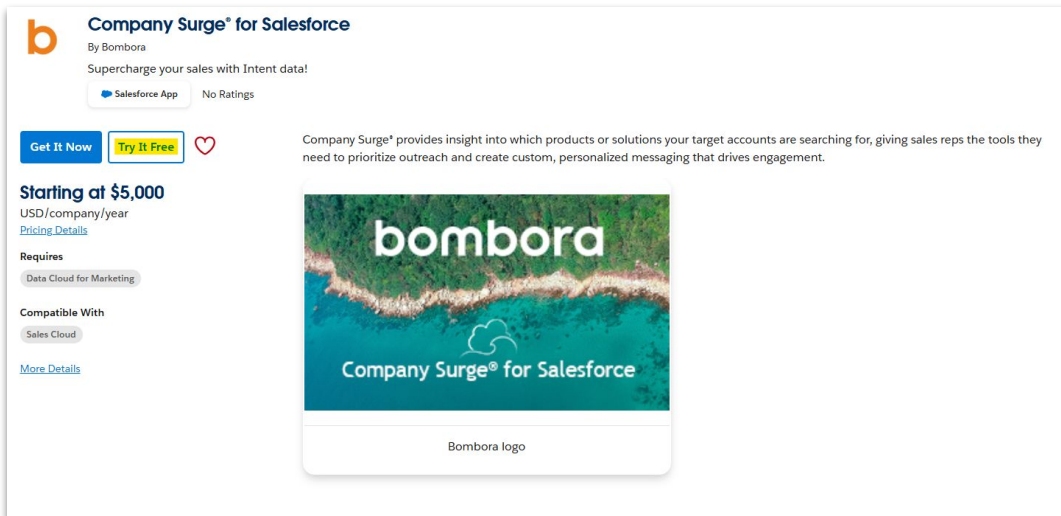 b
Company Surge® for Salesforce
By Bombora
Supercharge your sales with Intent data!
Salesforce App No Ratings
Get It Now Try It Free
Company Surge® provides insight into which products or solutions your target accounts are searching for, giving sales reps the tools they
need to prioritize outreach and create custom, personalized messaging that drives engagement.
Starting at $5,000
USD/company/year
Pricing Details
Requires
Data Cloud for Marketing
Compatible With
Sales Cloud
More Details
bombora
Company Surge® for Salesforce
Bombora logo